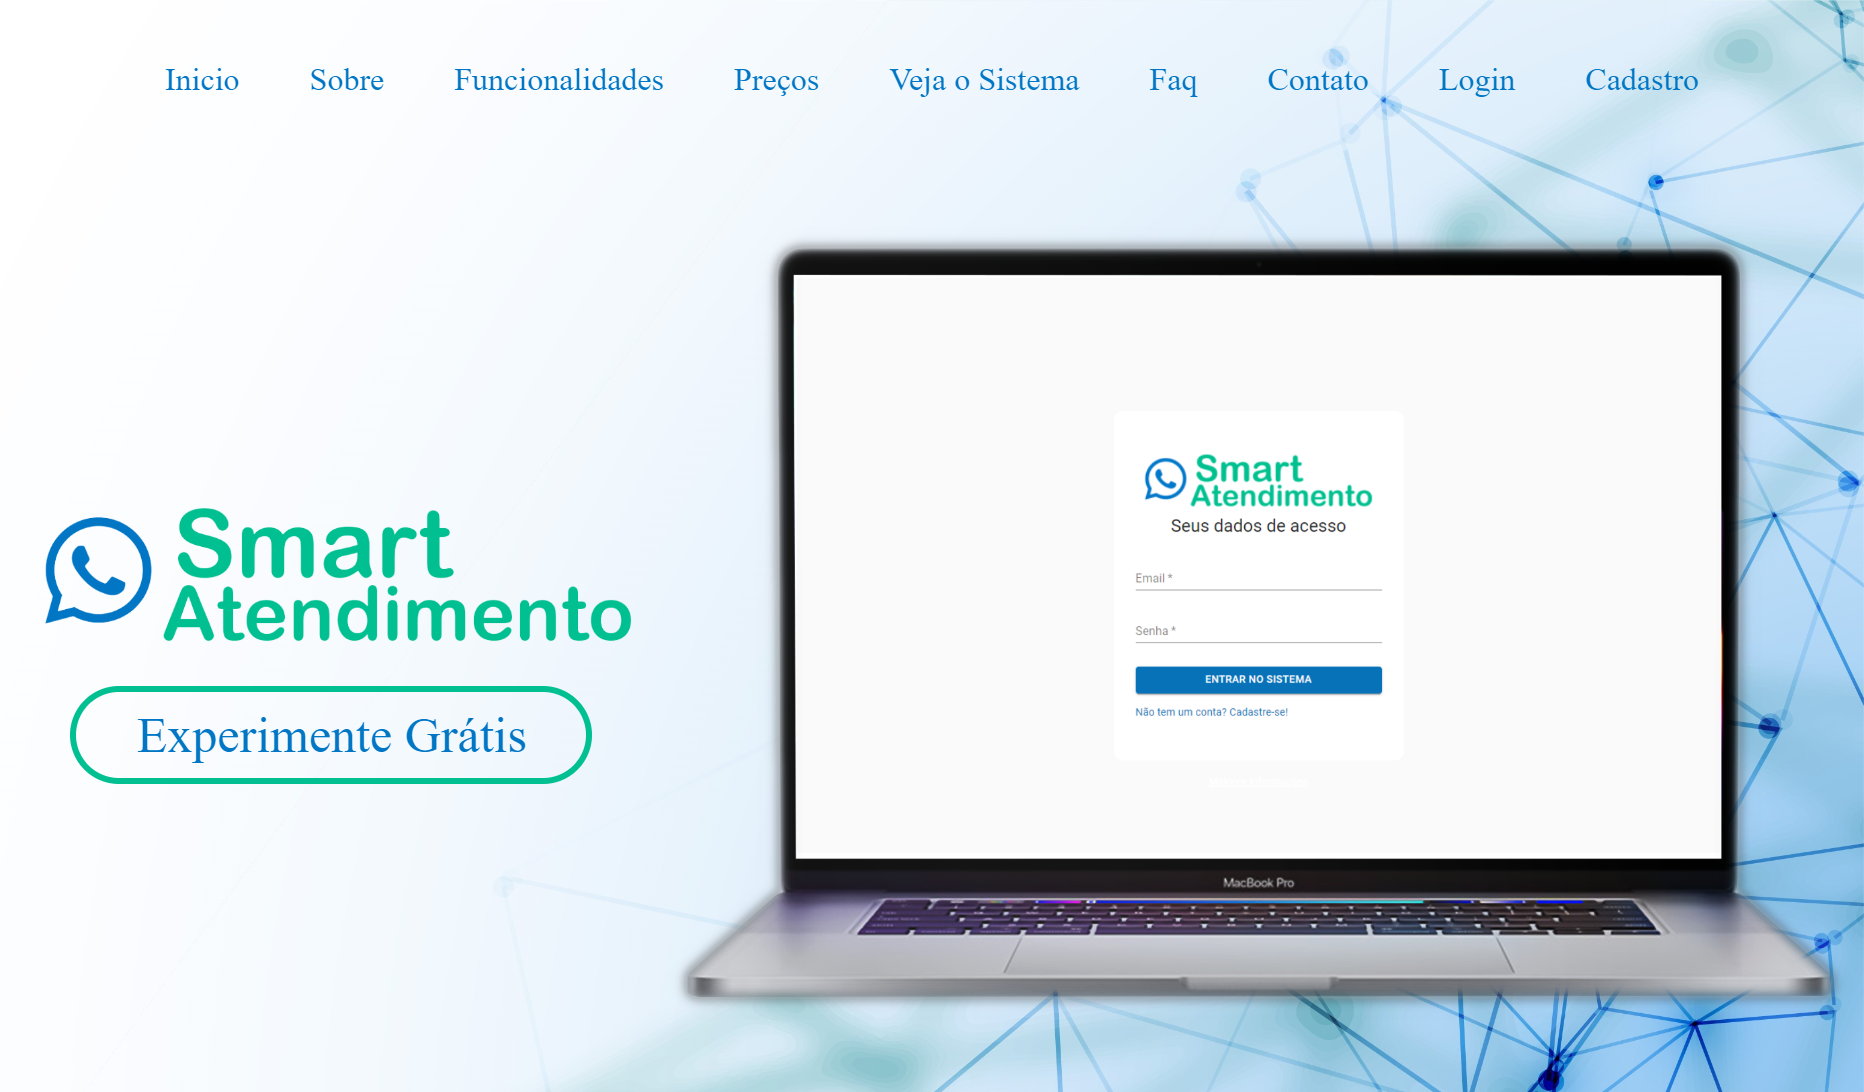 Inicio Sobre Funcionalidades Preços Veja o Sistema Faq Contato Login Cadastro
Smart
Atendimento
Experimente Grátis
Smart
Atendimento
Seus dados de acesso
Email *
Senha *
ENTRAR NO SISTEMA
Não tem um conta? Cadastre-se!
MacBook Pro